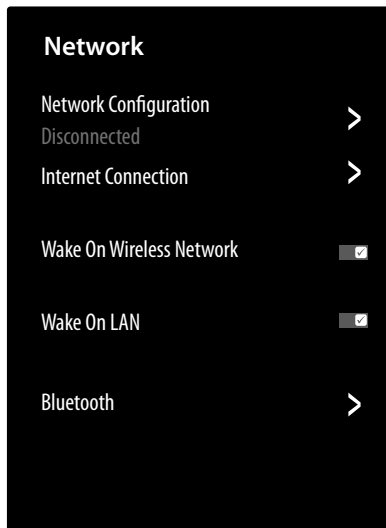 Network
Network Configuration
Disconnected
Internet Connection
Wake On Wireless Network
Wake On LAN
Bluetooth